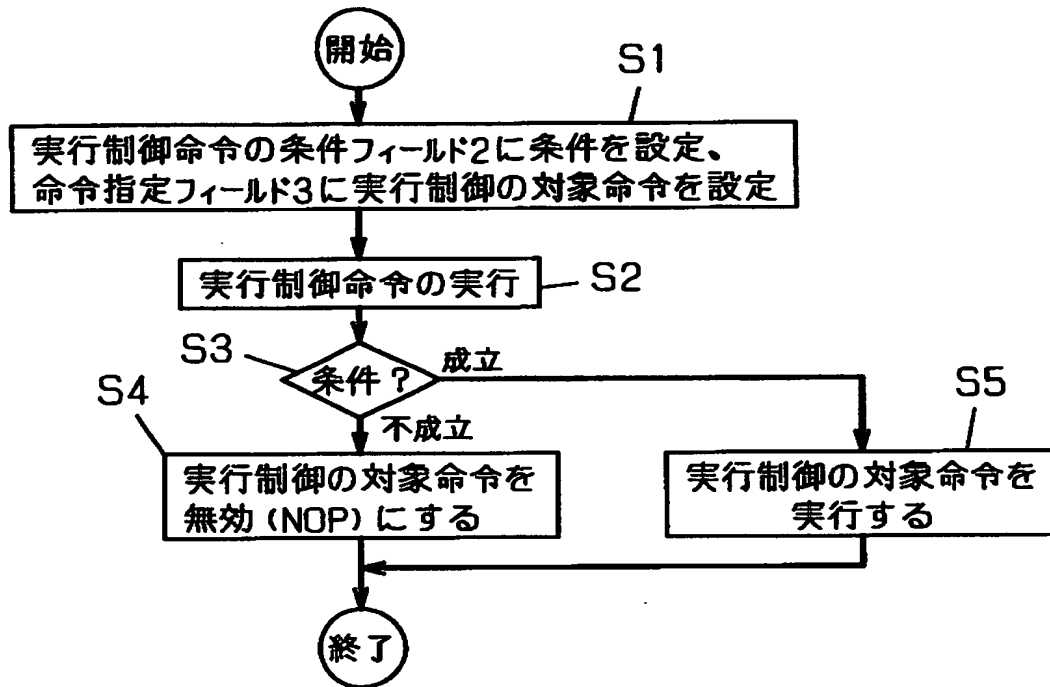 開始
S1
実行制御命令の条件フィールド2に条件を設定、
命令指定フィールド3に実行制御の対象命令を設定
実行制御命令の実行
S2
S3
条件?
成立
不成立
S4
実行制御の対象命令を
無効(NOP)にする
S5
実行制御の対象命令を
実行する
終了